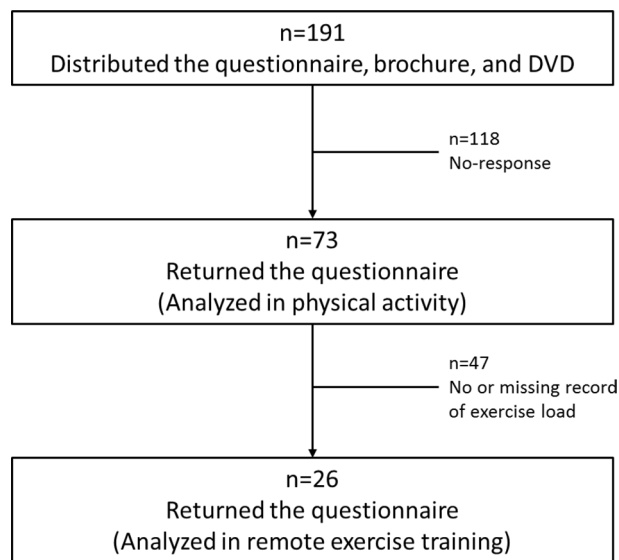 n=191
Distributed the questionnaire, brochure, and DVD
n=118
No-response
n=73
Returned the questionnaire
(Analyzed in physical activity)
n=47
No or missing record
of exercise load
n=26
Returned the questionnaire
(Analyzed in remote exercise training)